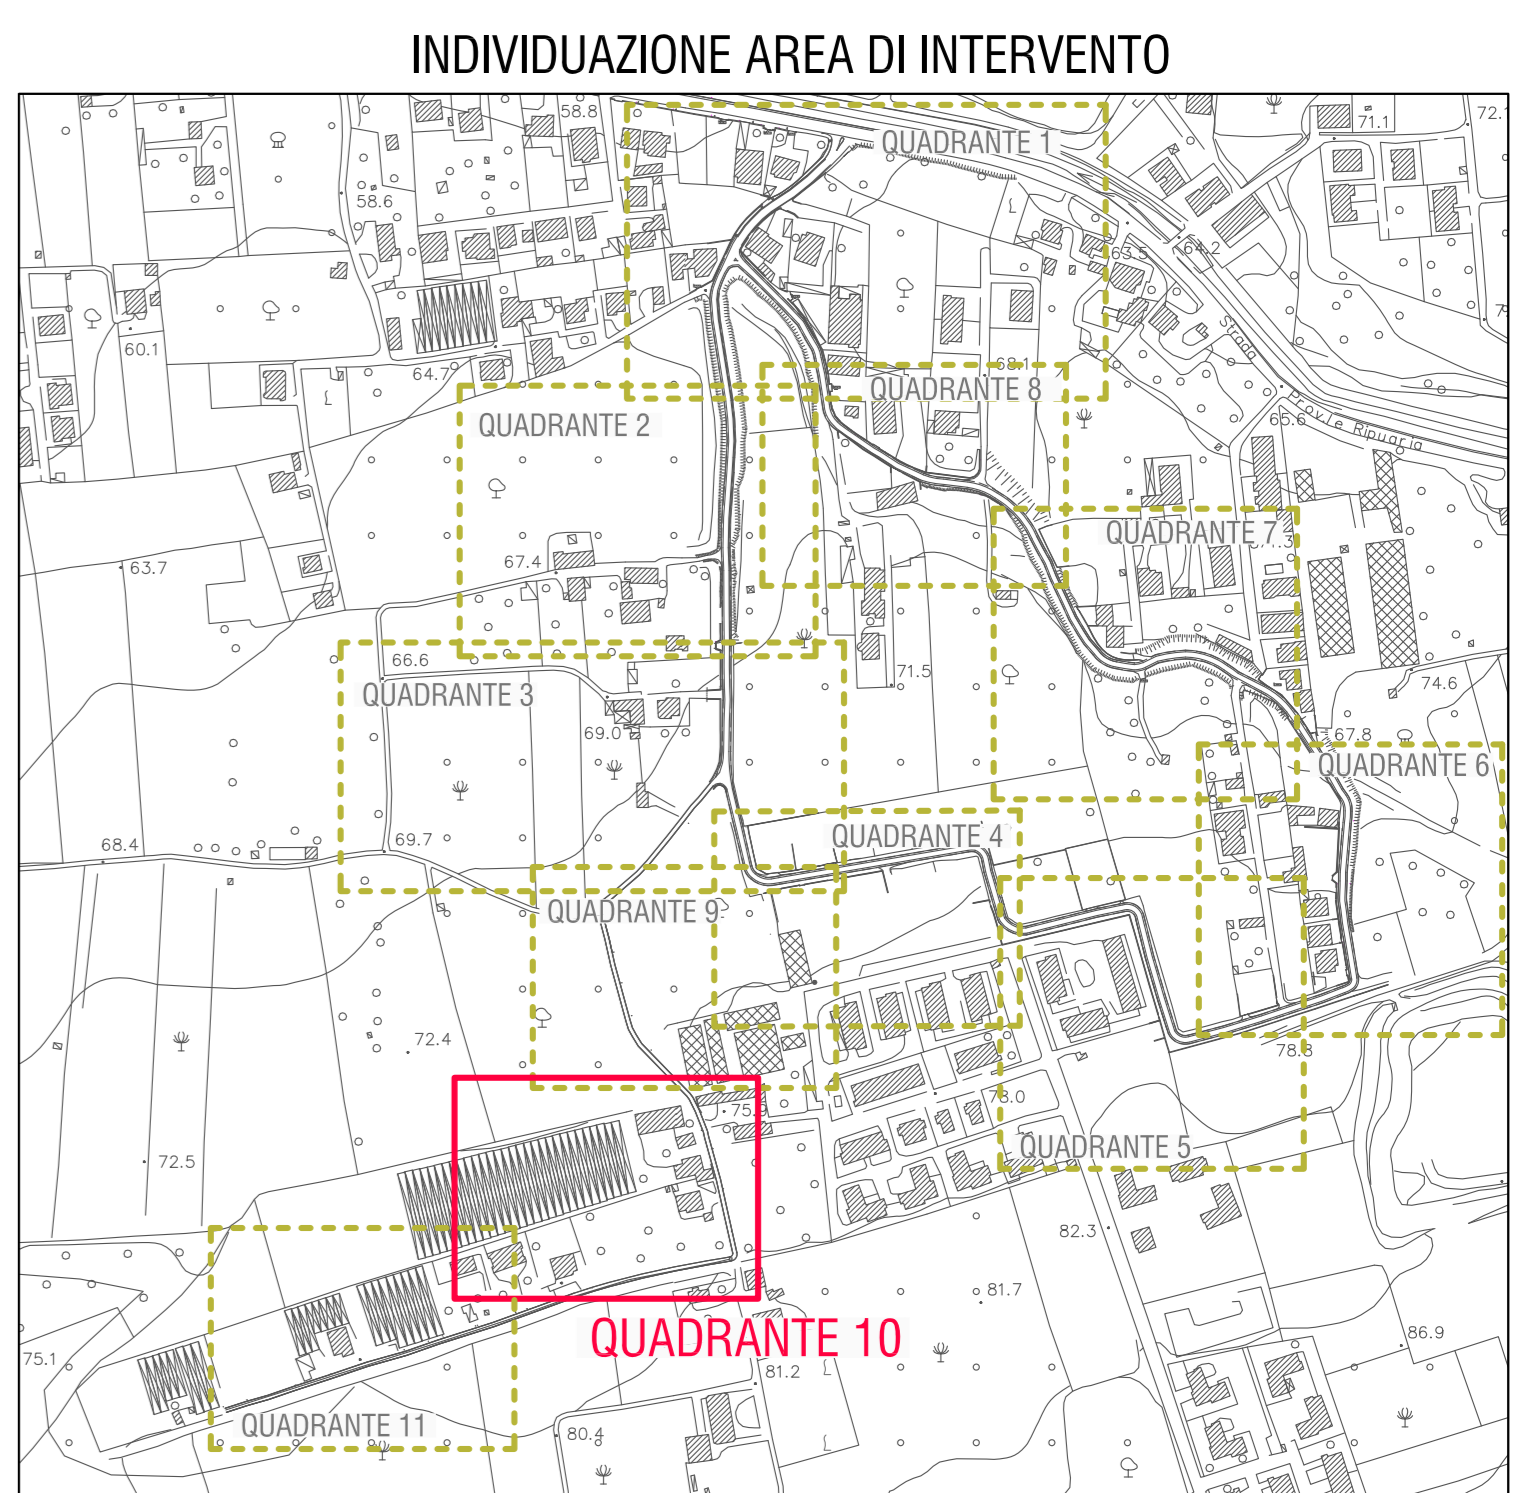 INDIVIDUAZIONE AREA DI INTERVENTO
58.8
71.1
72.
QUADRANTE 1
58.6
64.2
63.5
60.1
Stada
64.7
68.1
QUADRANTE 8
Prov.le Ripuaria
65.6
QUADRANTE 2
QUADRANTE 7
67.4
63.7
66.6
QUADRANTE 3
71.5
74.6
69.0
67.8
QUADRANTE 6
68.4
69.7
QUADRANTE 4
QUADRANTE 9
72.4
78.8
75.9
78.0
QUADRANTE 5
72.5
82.3
81.7
QUADRANTE 10
86.9
75.1
81.2
QUADRANTE 11
80.4